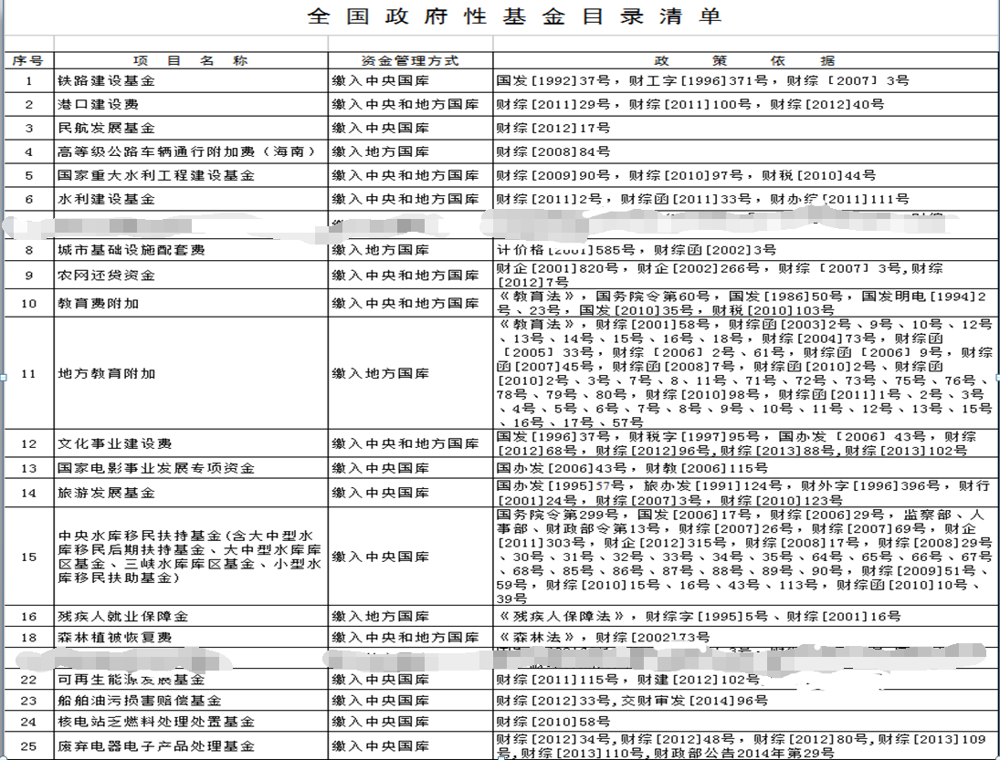 全国政府性基金目录清单
序号 项目名称 资金管理方式 政策依据
1 铁路建设基金 缴入中央国库 国发[1992]37号，财工字[1996]371号，财综〔2007〕3号
2 港口建设费 缴入中央和地方国库 财综[2011]29号，财综[2011]100号，财综[2012]40号
3 民航发展基金 缴入中央国库 财综[2012]17号
4 高等级公路车辆通行附加费（海南） 缴入地方国库 财综[2008]84号
5 国家重大水利工程建设基金 缴入中央和地方国库 财综[2009]90号，财综[2010]97号，财税[2010]44号
6 水利建设基金 缴入中央和地方国库 财综[2011]2号，财综函[2011]33号，财办综[2011]111号
8 城市基础设施配套费 缴入地方国库 计价格[2001]585号，财综函[2002]3号
9 农网还贷资金 缴入中央和地方国库 财企[2001]820号，财企[2002]266号，财综〔2007〕3号,财综
[2012]7号
10 教育费附加 缴入中央和地方国库 《教育法》，国务院令第60号，国发[1986]50号，国发明电[1994]2
号、23号，国发[2010]35号，财税[2010]103号
11 地方教育附加 缴入地方国库 《教育法》，财综[2001]58号，财综函[2003]2号、9号、10号、12号
、13号、14号、15号、16号、18号，财综[2004]73号，财综函
〔2005〕33号，财综〔2006〕2号、61号，财综函〔2006〕9号，财综
函[2007]45号，财综函[2008]7号，财综函[2010]2号、财综函
[2010]2号、3号、7号、8、11号、71号、72号、73号、75号、76号、
78号、79号、80号，财综[2010]98号，财综函[2011]1号、2号、3号
、4号、5号、6号、7号、8号、9号、10号、11号、12号、13号、15号
、16号、17号、57号
12 文化事业建设费 缴入中央和地方国库 国发[1996]37号，财税字[1997]95号，国办发〔2006〕43号，财综
[2012]68号，财综[2012]96号,财综[2013]88号,财综[2013]102号
13 国家电影事业发展专项资金 缴入中央国库 国办发[2006]43号，财教[2006]115号
14 旅游发展基金 缴入中央国库 国办发[1995]57号，旅办发[1991]124号，财外字[1996]396号，财行
[2001]24号，财综[2007]3号，财综[2010]123号
15 中央水库移民扶持基金(含大中型水
库移民后期扶持基金、大中型水库库
区基金、三峡水库库区基金、小型水
库移民扶助基金) 缴入中央国库 国务院令第299号，国发[2006]17号，财综[2006]29号，监察部、人
事部、财政部令第13号，财综[2007]26号，财综[2007]69号，财企
[2011]303号，财企[2012]315号，财综[2008]17号，财综[2008]29号
、30号、31号、32号、33号、34号、35号、64号、65号、66号、67号
、68号、85号、86号、87号、88号、89号、90号，财综[2009]51号、
59号，财综[2010]15号、16号、43号、113号，财综函[2010]10号、
39号
16 残疾人就业保障金 缴入地方国库 《残疾人保障法》，财综字[1995]5号、财综[2001]16号
18 森林植被恢复费 缴入中央和地方国库 《森林法》，财综[2002]73号
22 可再生能源发展基金 缴入中央国库 财综[2011]115号，财建[2012]102号
23 船舶油污损害赔偿基金 缴入中央国库 财综[2012]33号,交财审发[2014]96号
24 核电站乏燃料处理处置基金 缴入中央国库 财综[2010]58号
25 废弃电器电子产品处理基金 缴入中央国库 财综[2012]34号,财综[2012]48号，财综[2012]80号,财综[2013]109
号,财综[2013]110号,财政部公告2014年第29号